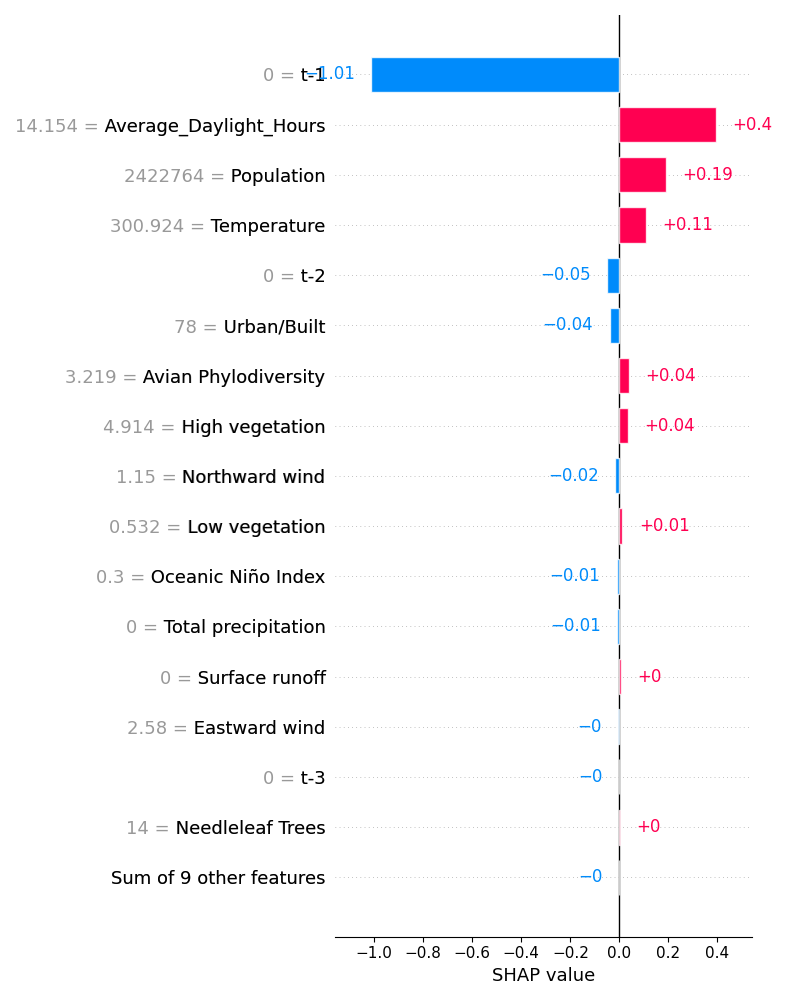 0 = t-1 −1.01
14.154 = Average_Daylight_Hours +0.4
2422764 = Population +0.19
300.924 = Temperature +0.11
0 = t-2 −0.05
78 = Urban/Built −0.04
3.219 = Avian Phylodiversity +0.04
4.914 = High vegetation +0.04
1.15 = Northward wind −0.02
0.532 = Low vegetation +0.01
0.3 = Oceanic Niño Index −0.01
0 = Total precipitation −0.01
0 = Surface runoff +0
2.58 = Eastward wind −0
0 = t-3 −0
14 = Needleleaf Trees +0
Sum of 9 other features −0
−1.0 −0.8 −0.6 −0.4 −0.2 0.0 0.2 0.4
SHAP value